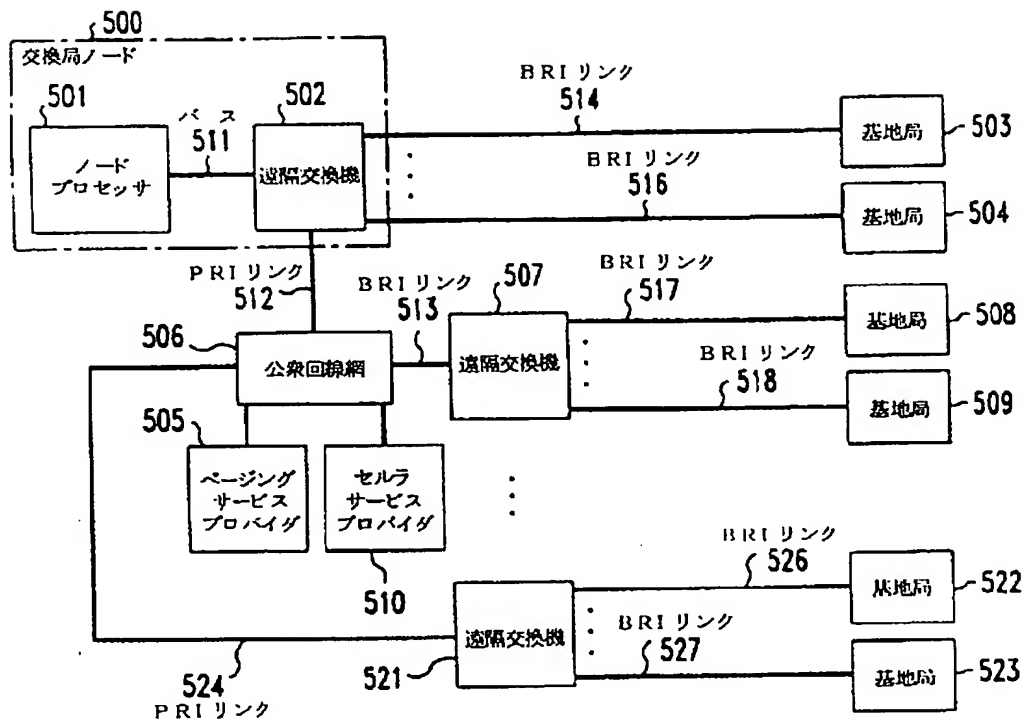 500
交換局ノード
501
ノード
プロセッサ
バス
511
502
遠隔交換機
BRIリンク
514
基地局
503
BRIリンク
516
基地局
504
PRIリンク
512
BRIリンク
513
507
遠隔交換機
BRIリンク
517
基地局
508
BRIリンク
518
基地局
509
506
公衆回線網
505
ページング
サービス
プロバイダ
セルラ
サービス
プロバイダ
510
BRIリンク
526
基地局
522
遠隔交換機
521
BRIリンク
527
基地局
523
524
PRIリンク